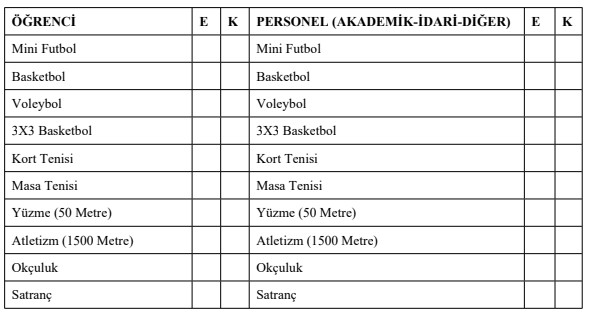 ÖĞRENCİ E K PERSONEL (AKADEMİK-İDARİ-DİĞER) E K
Mini Futbol Mini Futbol
Basketbol Basketbol
Voleybol Voleybol
3X3 Basketbol 3X3 Basketbol
Kort Tenisi Kort Tenisi
Masa Tenisi Masa Tenisi
Yüzme (50 Metre) Yüzme (50 Metre)
Atletizm (1500 Metre) Atletizm (1500 Metre)
Okçuluk Okçuluk
Satranç Satranç